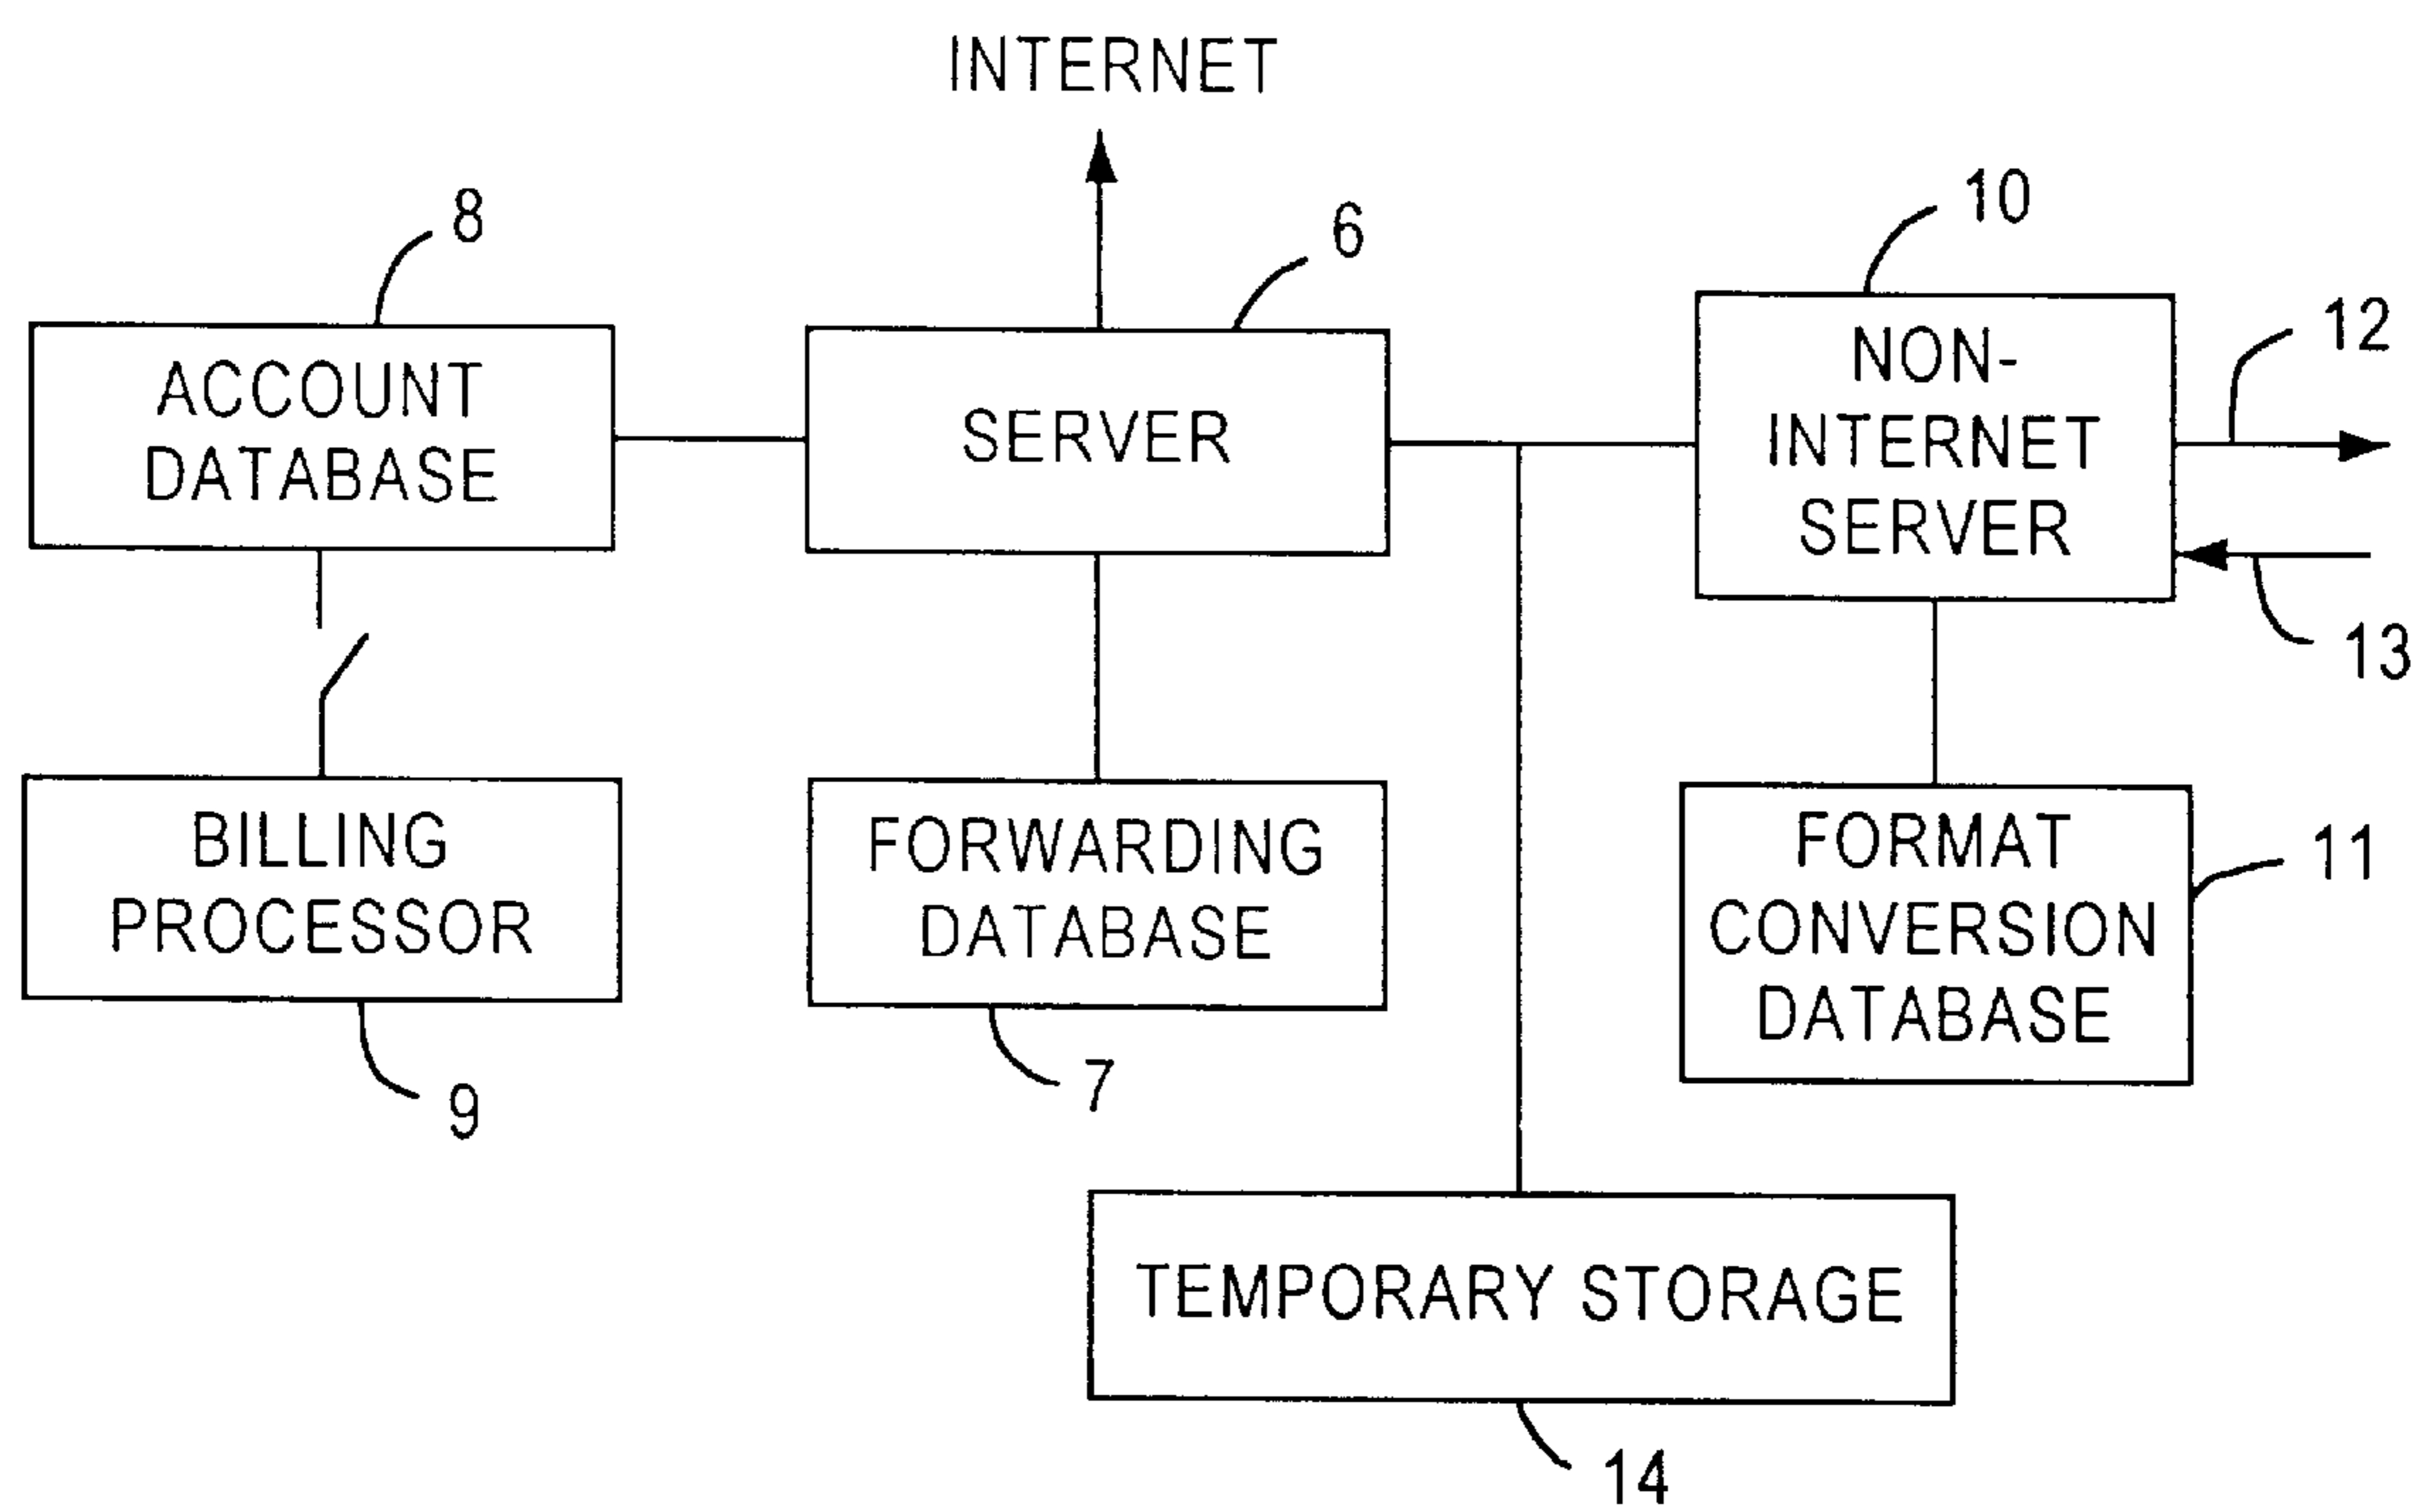 INTERNET
8
6
10
12
ACCOUNT
DATABASE
SERVER
NON-
INTERNET
SERVER
13
BILLING
PROCESSOR
FORWARDING
DATABASE
FORMAT
CONVERSION
DATABASE
11
9
7
TEMPORARY STORAGE
14